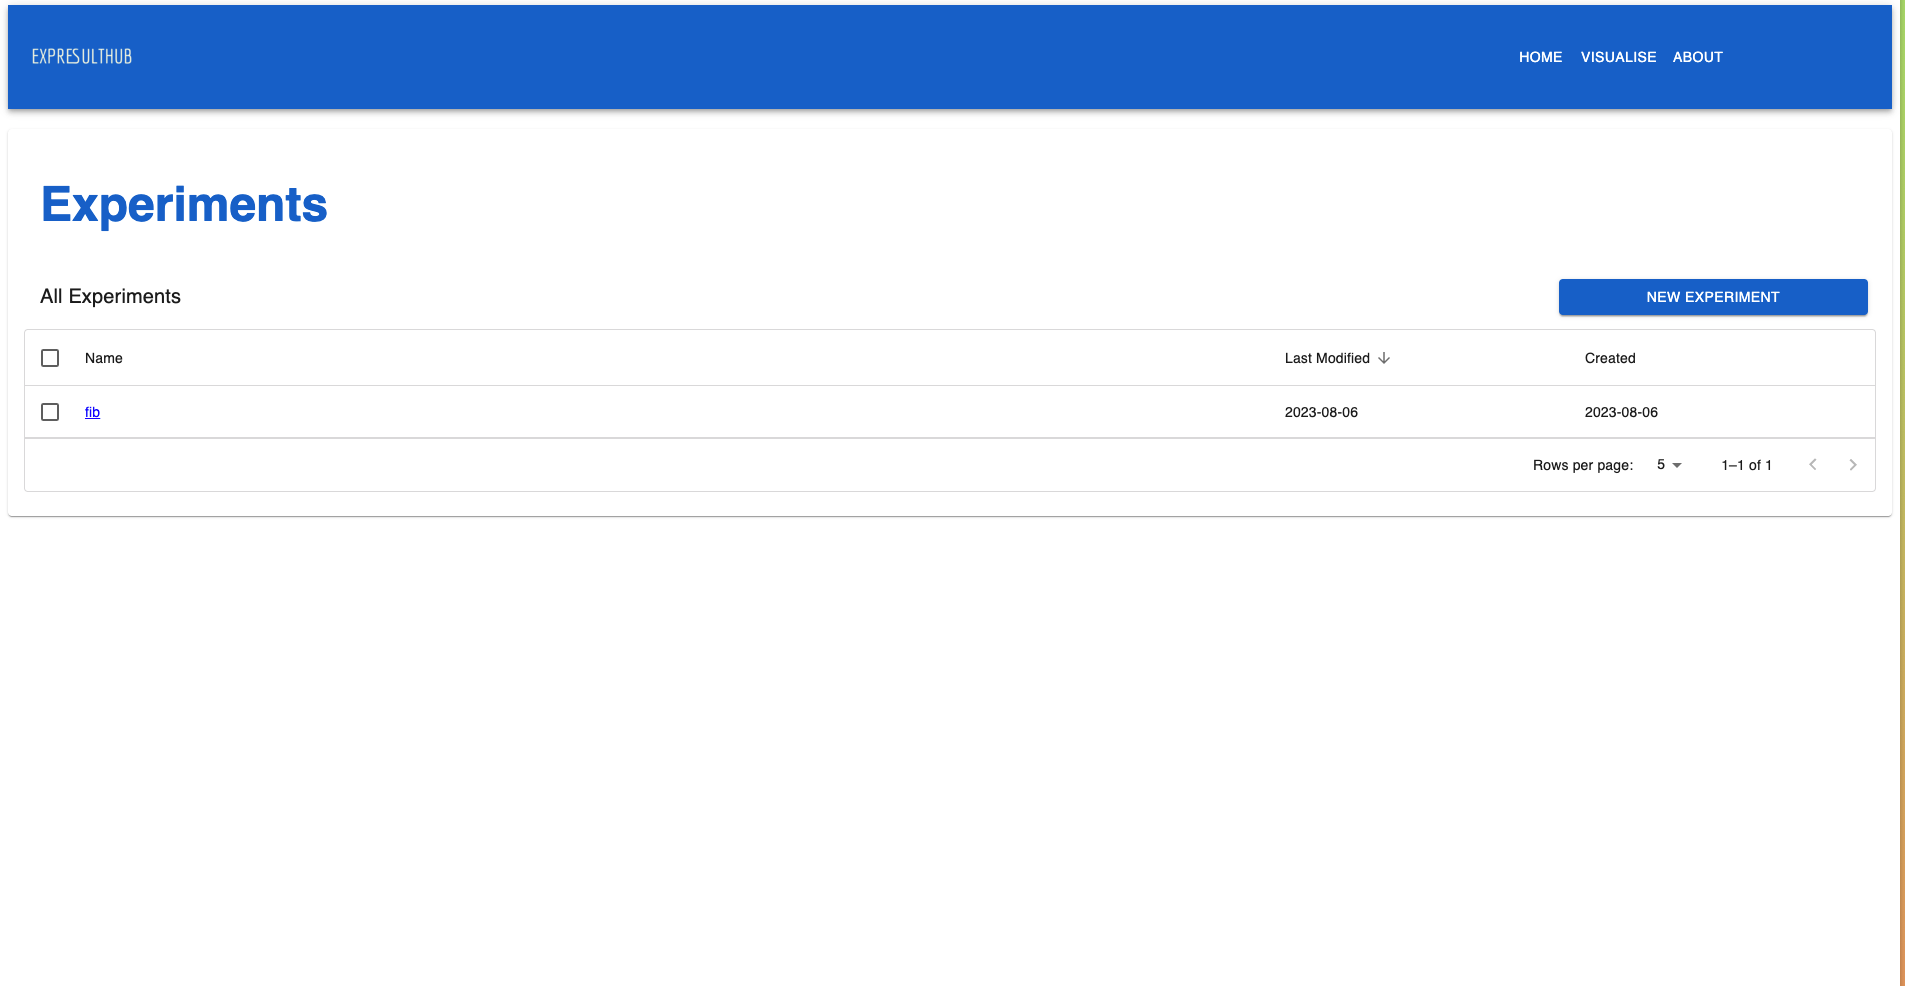 EXPRESULTHUB
HOME VISUALISE ABOUT
Experiments
All Experiments
NEW EXPERIMENT
Name Last Modified Created
fib 2023-08-06 2023-08-06
Rows per page: 5 1–1 of 1